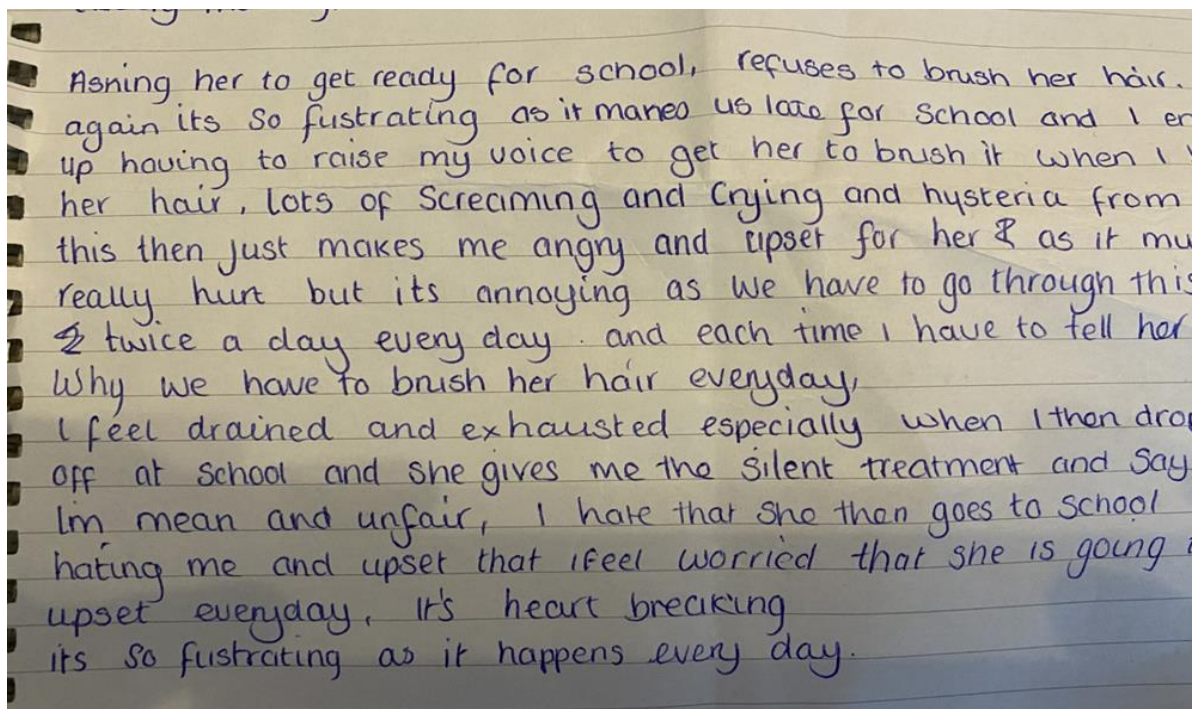 Asking her to get ready for school, refuses to brush her hair.
again its so fustrating as it makes us late for school and I en
up having to raise my voice to get her to brush it when I
her hair, lots of screaming and crying and hysteria from
this then just makes me angry and upset for her & as it mu
really hurt but its annoying as we have to go through this
twice a day every day. and each time I have to tell her
Why we have to brush her hair everyday,
I feel drained and exhausted especially when I then drop
off at school and she gives me the silent treatment and say
Im mean and unfair, I hate that she then goes to school
hating me and upset that i feel worried that she is going
upset everyday. It's heart breaking
its so fustrating as it happens every day.